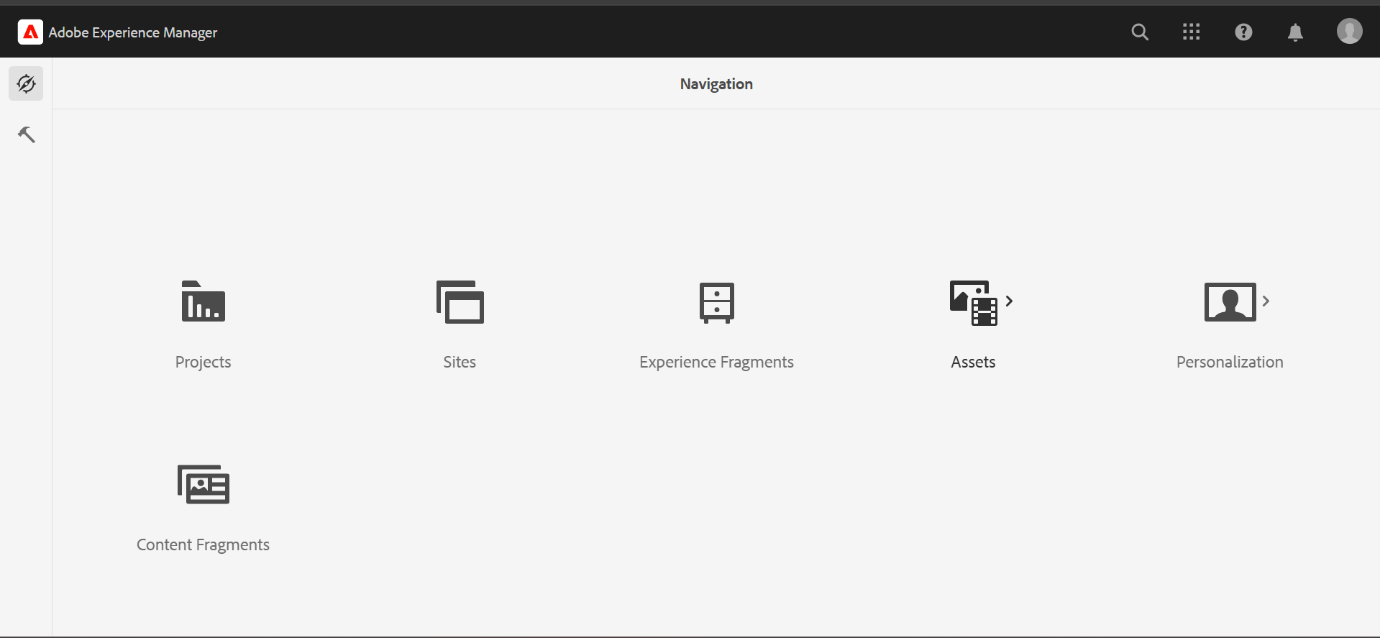 Adobe Experience Manager
Navigation
Projects
Sites
Experience Fragments
Assets
Personalization
Content Fragments